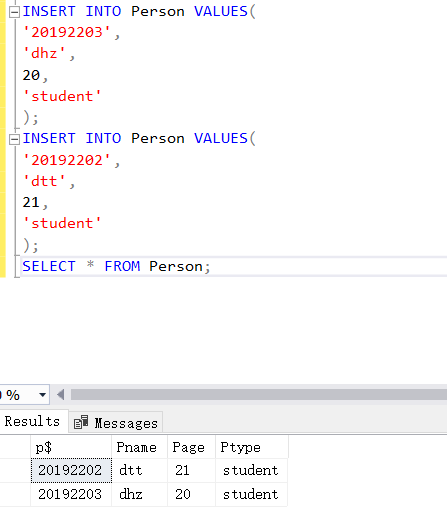 INSERT INTO Person VALUES(
'20192203',
'dhz',
20,
'student'
);
INSERT INTO Person VALUES(
'20192202',
'dtt',
21,
'student'
);
SELECT * FROM Person;
0 %
Results Messages
p$ Pname Page Ptype
20192202 dtt 21 student
20192203 dhz 20 student